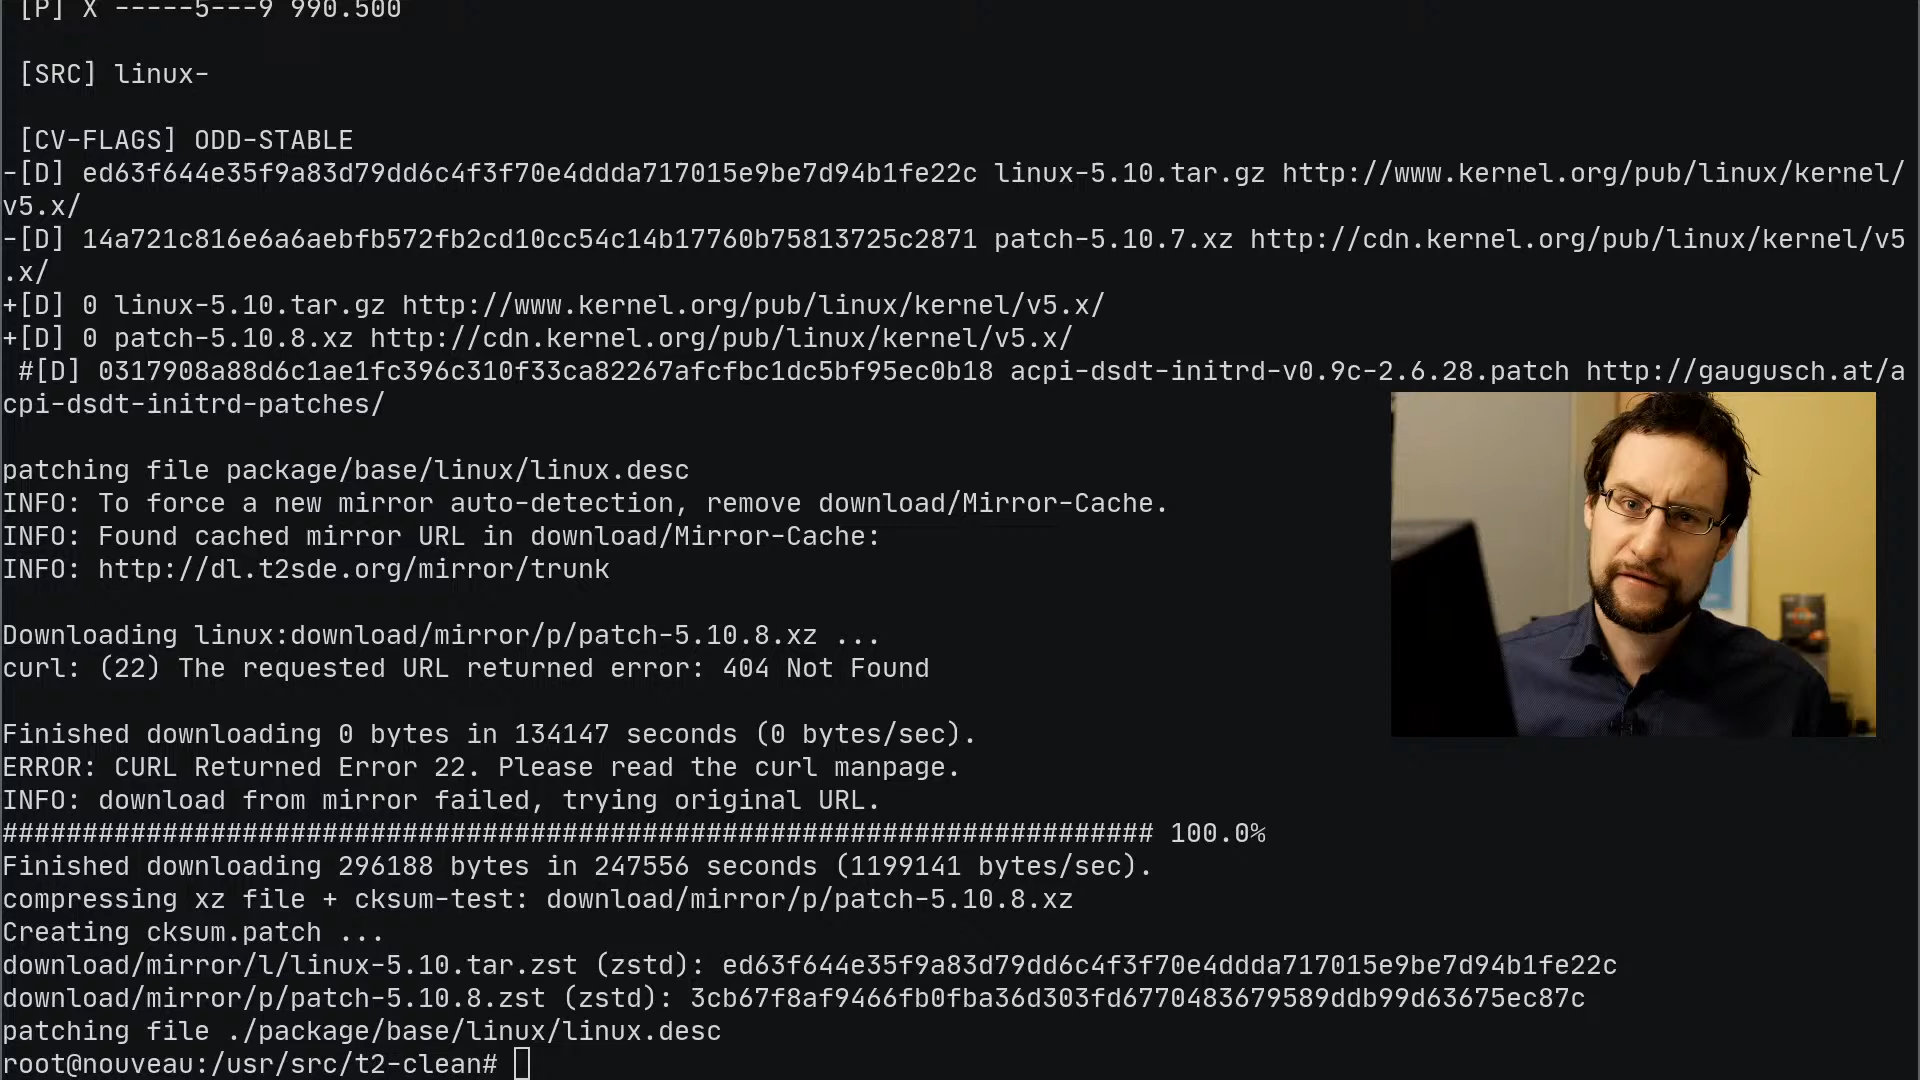 [P] X -----5---9 990.500
[SRC] linux-
[CV-FLAGS] ODD-STABLE
-[D] ed63f644e35f9a83d79dd6c4f3f70e4ddda717015e9be7d94b1fe22c linux-5.10.tar.gz http://www.kernel.org/pub/linux/kernel/
v5.x/
-[D] 14a721c816e6a6aebfb572fb2cd10cc54c14b17760b75813725c2871 patch-5.10.7.xz http://cdn.kernel.org/pub/linux/kernel/v5
.x/
+[D] 0 linux-5.10.tar.gz http://www.kernel.org/pub/linux/kernel/v5.x/
+[D] 0 patch-5.10.8.xz http://cdn.kernel.org/pub/linux/kernel/v5.x/
#[D] 0317908a88d6c1ae1fc396c310f33ca82267afcfbc1dc5bf95ec0b18 acpi-dsdt-initrd-v0.9c-2.6.28.patch http://gaugusch.at/a
cpi-dsdt-initrd-patches/
patching file package/base/linux/linux.desc
INFO: To force a new mirror auto-detection, remove download/Mirror-Cache.
INFO: Found cached mirror URL in download/Mirror-Cache:
INFO: http://dl.t2sde.org/mirror/trunk
Downloading linux:download/mirror/p/patch-5.10.8.xz ...
curl: (22) The requested URL returned error: 404 Not Found
Finished downloading 0 bytes in 134147 seconds (0 bytes/sec).
ERROR: CURL Returned Error 22. Please read the curl manpage.
INFO: download from mirror failed, trying original URL.
######################################################################## 100.0%
Finished downloading 296188 bytes in 247556 seconds (1199141 bytes/sec).
compressing xz file + cksum-test: download/mirror/p/patch-5.10.8.xz
Creating cksum.patch ...
download/mirror/l/linux-5.10.tar.zst (zstd): ed63f644e35f9a83d79dd6c4f3f70e4ddda717015e9be7d94b1fe22c
download/mirror/p/patch-5.10.8.zst (zstd): 3cb67f8af9466fb0fba36d303fd6770483679589ddb99d63675ec87c
patching file ./package/base/linux/linux.desc
root@nouveau:/usr/src/t2-clean#